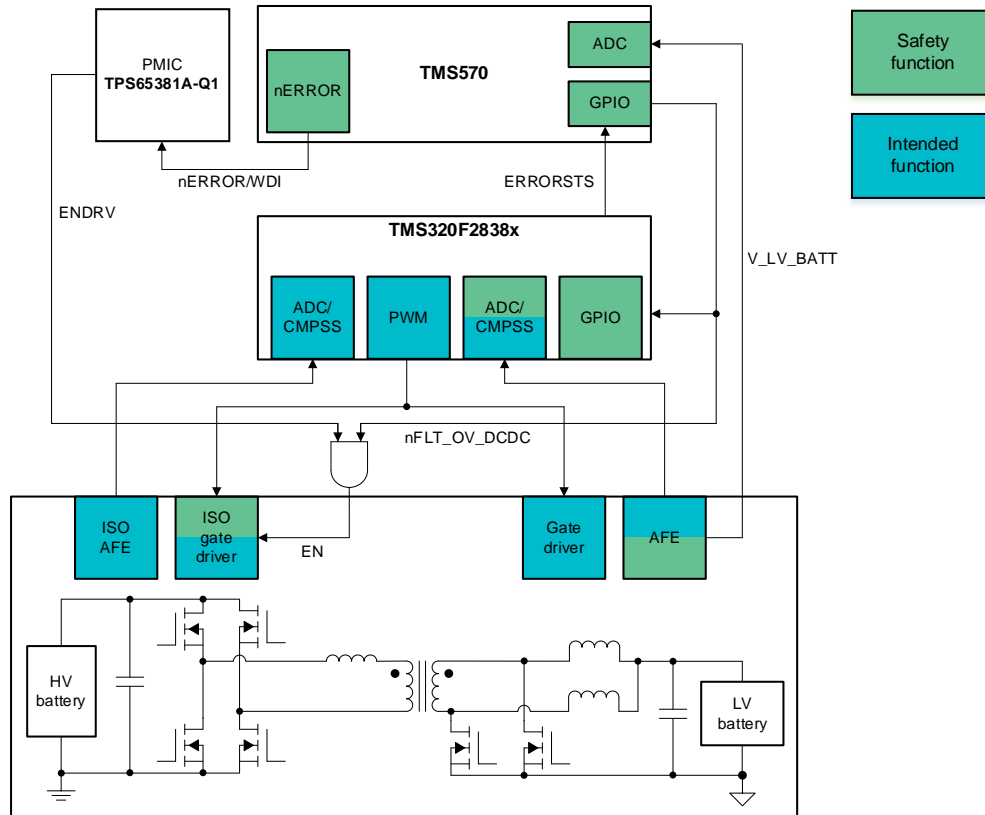 PMIC
TPS65381A-Q1
TMS570
nERROR
ADC
GPIO
Safety
function
Intended
function
nERROR/WDI
ERRORSTS
ENDRV
V_LV_BATT
TMS320F2838x
ADC/
CMPSS
PWM
ADC/
CMPSS
GPIO
nFLT_OV_DCDC
ISO
AFE
ISO
gate
driver
EN
Gate
driver
AFE
HV
battery
LV
battery